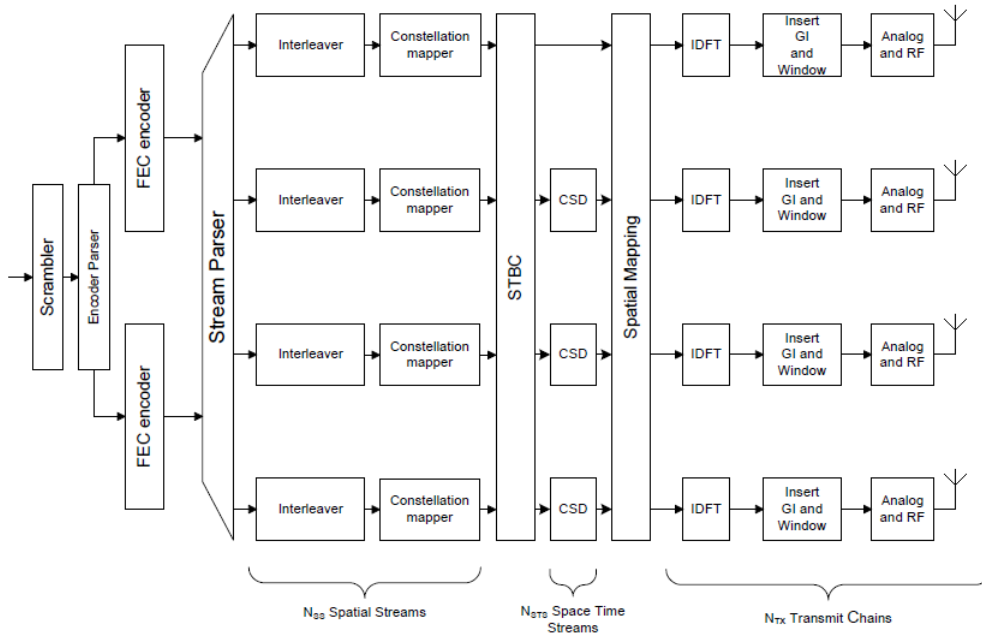 Scrambler
Encoder Parser
FEC encoder
FEC encoder
Stream Parser
Interleaver
Constellation
mapper
STBC
Spatial Mapping
IDFT
Insert
GI
and
Window
Analog
and RF
Interleaver
Constellation
mapper
CSD
IDFT
Insert
GI and
Window
Analog
and RF
Interleaver
Constellation
mapper
CSD
IDFT
Insert
GI and
Window
Analog
and RF
Interleaver
Constellation
mapper
CSD
IDFT
Insert
GI and
Window
Analog
and RF
NSS Spatial Streams
NSTS Space Time
Streams
NTX Transmit Chains